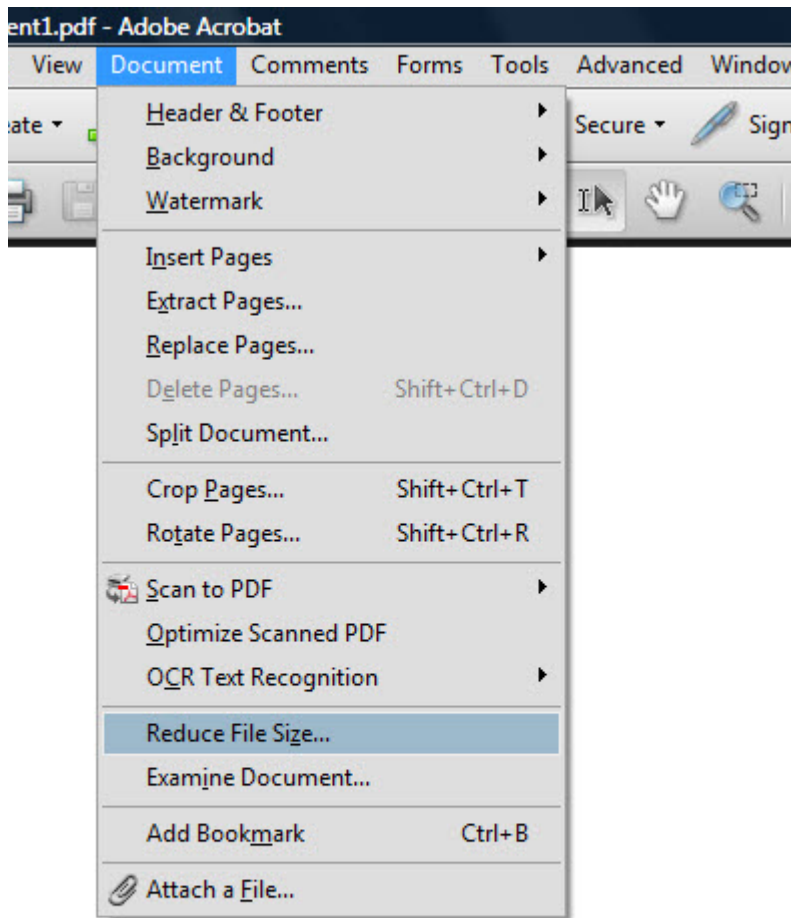 ent1.pdf - Adobe Acrobat
View Document Comments Forms Tools Advanced Window
Header & Footer
Secure
Sign
Background
Watermark
Insert Pages
Extract Pages...
Replace Pages...
Delete Pages... Shift+Ctrl+D
Split Document...
Crop Pages... Shift+Ctrl+T
Rotate Pages... Shift+Ctrl+R
Scan to PDF
Optimize Scanned PDF
OCR Text Recognition
Reduce File Size...
Examine Document...
Add Bookmark Ctrl+B
Attach a File...